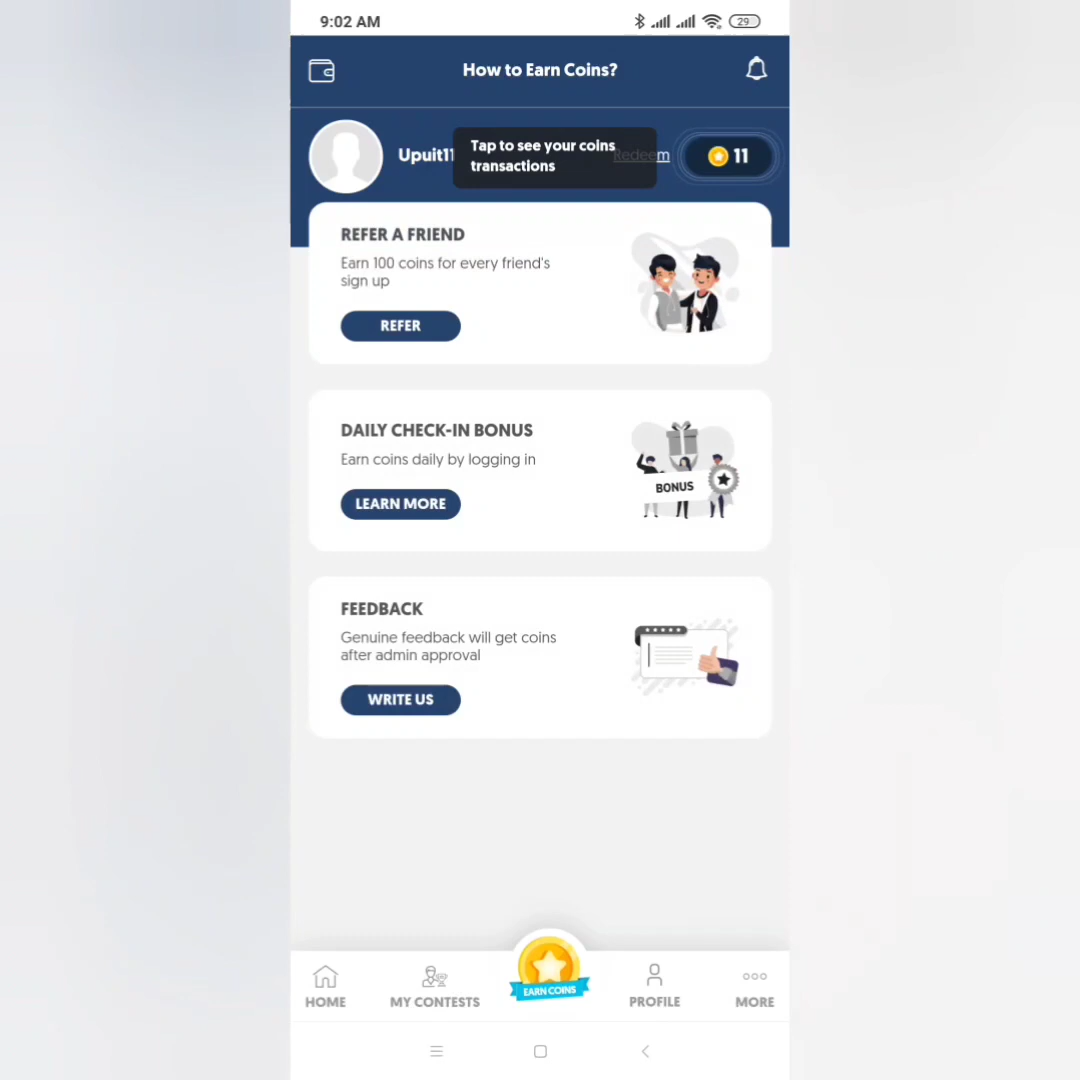 9:02 AM
29
How to Earn Coins?
Upuit11
Tap to see your coins
transactions
Redeem
11
REFER A FRIEND
Earn 100 coins for every friend's
sign up
REFER
DAILY CHECK-IN BONUS
Earn coins daily by logging in
BONUS
LEARN MORE
FEEDBACK
Genuine feedback will get coins
after admin approval
WRITE US
HOME
MY CONTESTS
EARN COINS
PROFILE
MORE